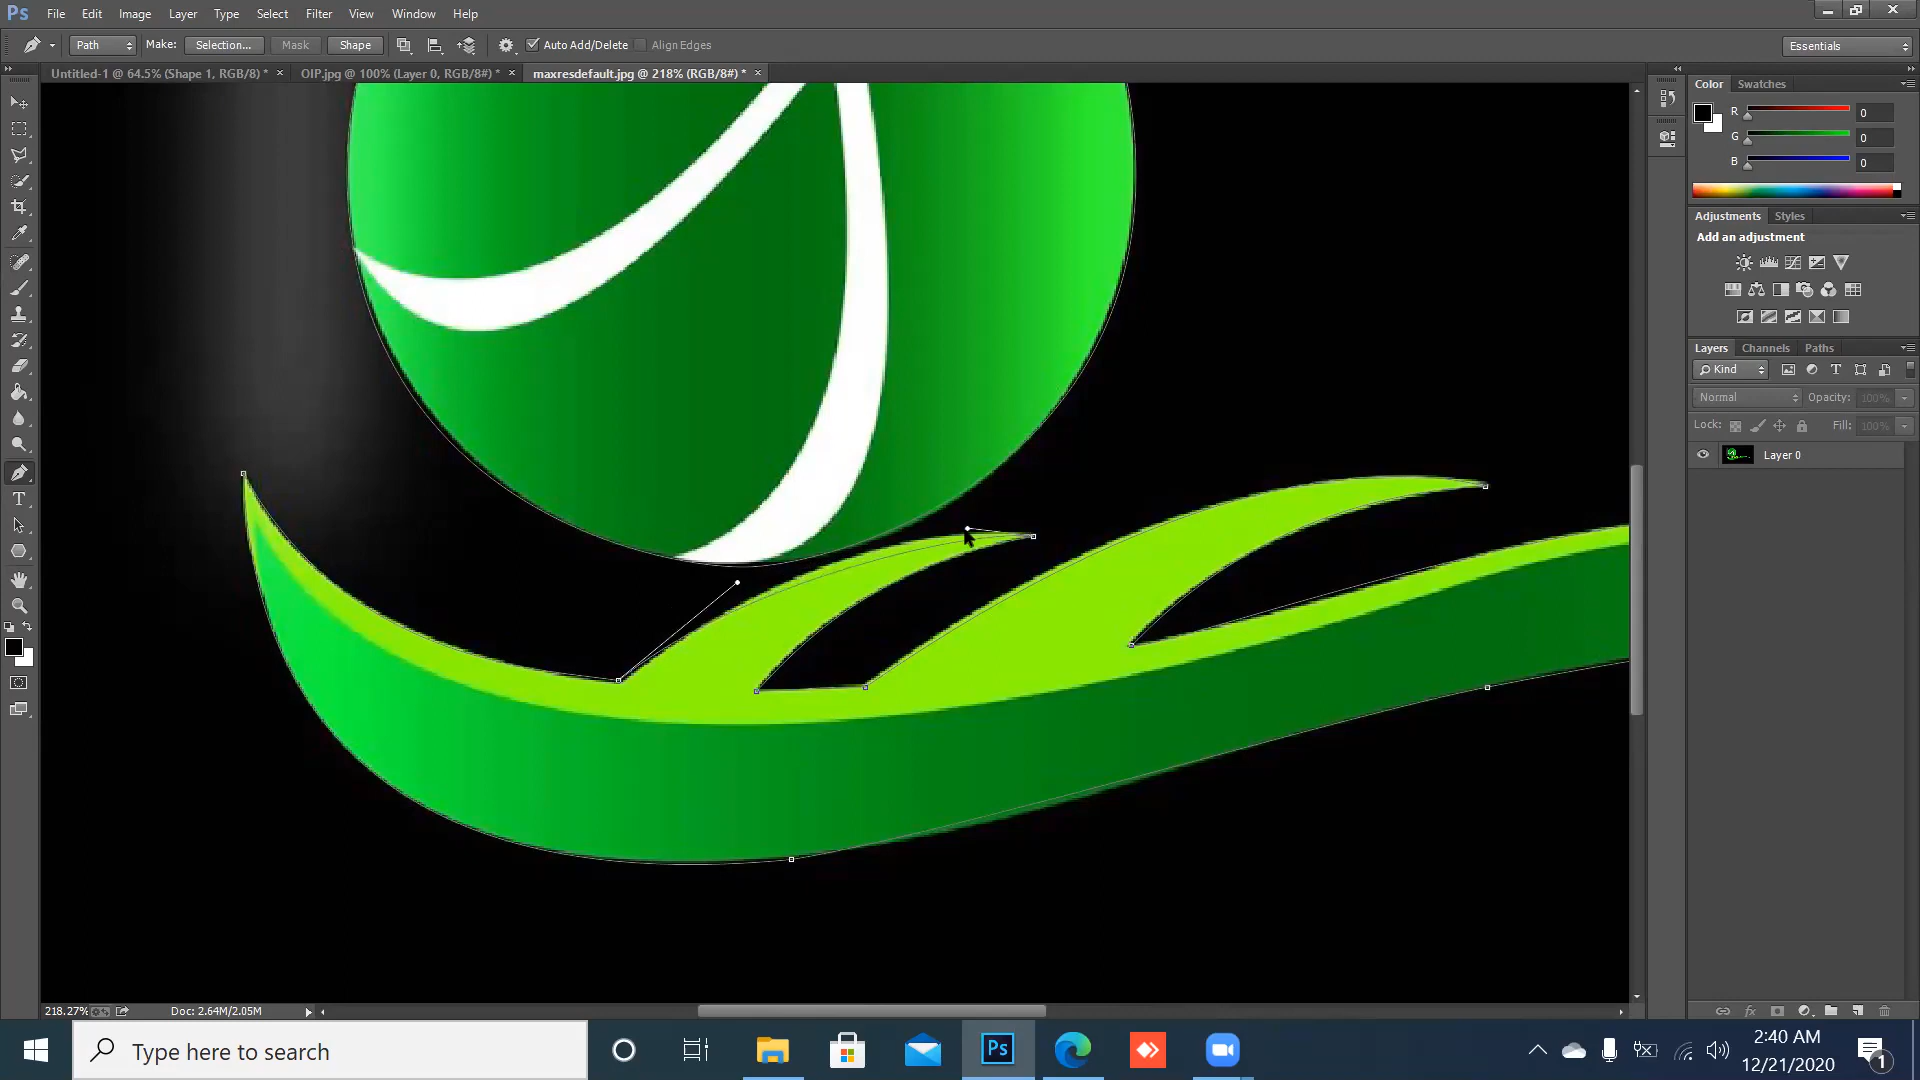 Ps File Edit Image Layer Type Select Filter View Window Help
Path Make: Selection... Mask Shape Auto Add/Delete Align Edges Essentials
Untitled-1 @ 64.5% (Shape 1, RGB/8) * × OIP.jpg @ 100% (Layer 0, RGB/8#) * × maxresdefault.jpg @ 218% (RGB/8#) * ×
Color Swatches
R 0
G 0
B 0
Adjustments Styles
Add an adjustment
Layers Channels Paths
Kind T
Normal Opacity: 100%
Lock: Fill: 100%
Layer 0
T
218.27% Doc: 2.64M/2.05M
fx
Type here to search
Ps
2:40 AM
12/21/2020
1